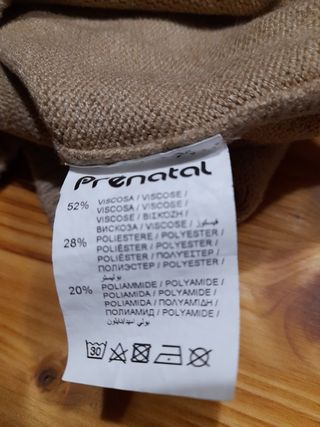 Prenatal
52% VISCOSA / VISCOSE /
VISCOSA / VISCOSE /
VISCOSE / ΒΙΣΚΟΖΗ /
ВИСКОЗА / VISCOSE / فيسكوز
28% POLIESTERE / POLYESTER /
POLIÉSTER / POLYESTER /
POLYESTER / ΠΟΛΥΕΣΤΕΡ /
ПОЛИЭСТЕР / POLYESTER /
بوليستر
20% POLIAMMIDE / POLYAMIDE /
POLIAMIDA / POLYAMIDE /
POLIAMIDA / ΠΟΛΥΑΜΙΔΗ /
ПОЛИАМИД / POLYAMIDE /
30